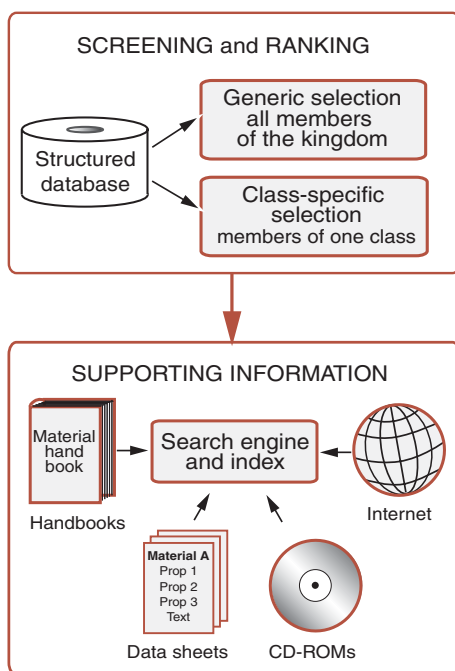 SCREENING and RANKING
Structured
database
Generic selection
all members
of the kingdom
Class-specific
selection
members of one class
SUPPORTING INFORMATION
Material
hand
book
Handbooks
Search engine
and index
Internet
Material A
Prop 1
Prop 2
Prop 3
Text
Data sheets
CD-ROMs